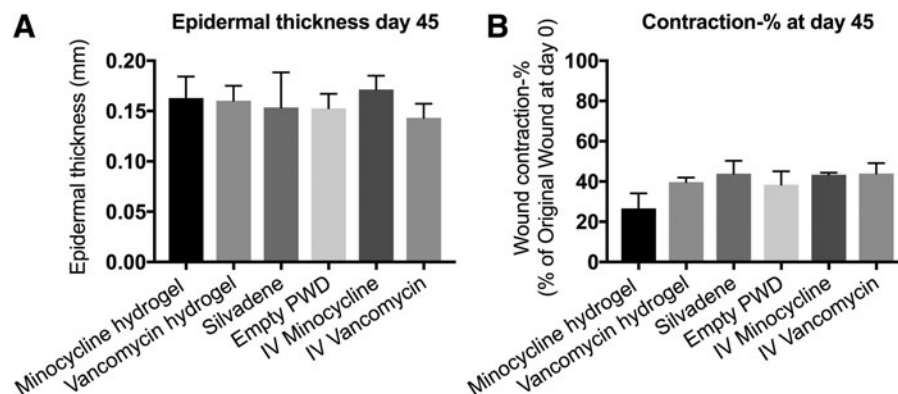 A
Epidermal thickness day 45
Epidermal thickness (mm)
0.20
0.15
0.10
0.05
0.00
Minocycline hydrogel
Vancomycin hydrogel
Silvadene
Empty PWD
IV Minocycline
IV Vancomycin
B
Contraction-% at day 45
Wound contraction-%
(% of Original Wound at day 0)
100
80
60
40
20
0
Minocycline hydrogel
Vancomycin hydrogel
Silvadene
Empty PWD
IV Minocycline
IV Vancomycin